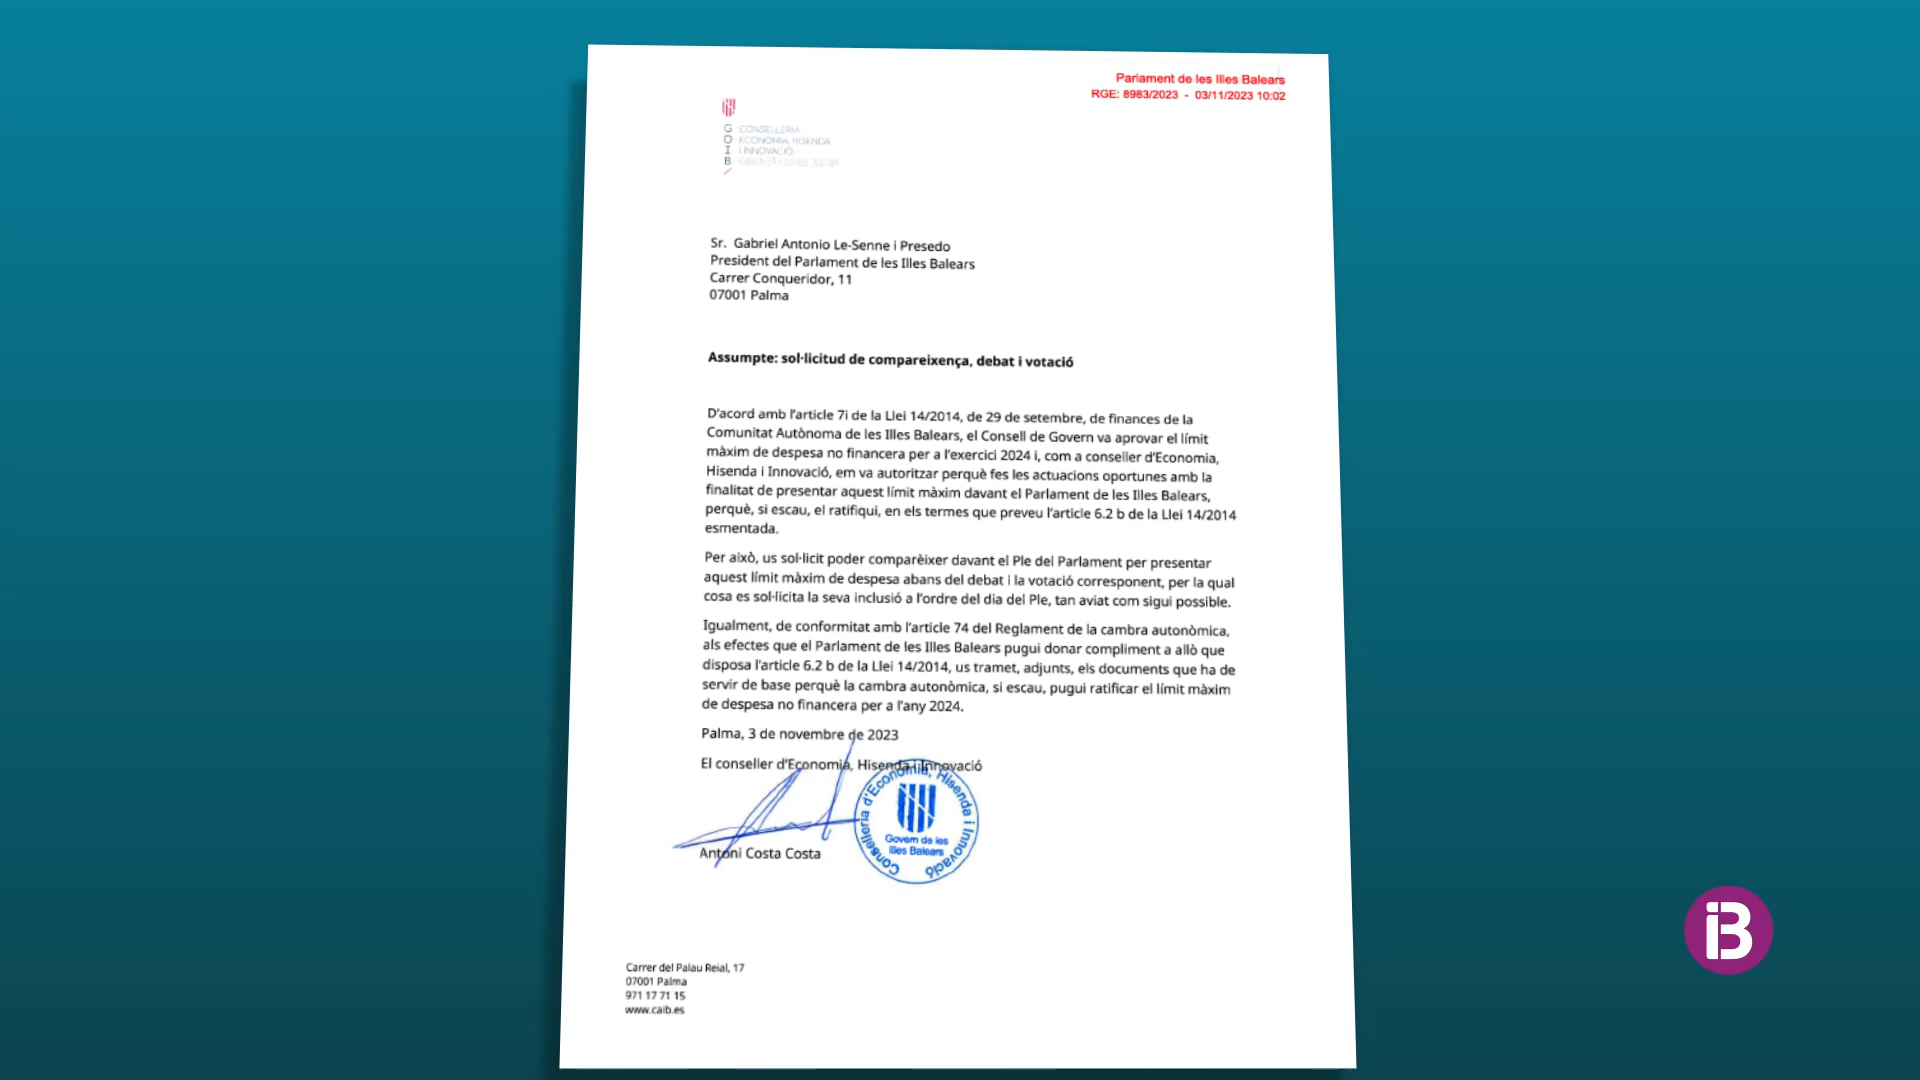 Parlament de les Illes Balears
RGE: 8983/2023 - 03/11/2023 10:02
G CONSELLERIA
O ECONOMIA, HISENDA
I I INNOVACIÓ
B
Sr. Gabriel Antonio Le-Senne i Presedo
President del Parlament de les Illes Balears
Carrer Conqueridor, 11
07001 Palma
Assumpte: sol·licitud de compareixença, debat i votació
D'acord amb l'article 7i de la Llei 14/2014, de 29 de setembre, de finances de la
Comunitat Autònoma de les Illes Balears, el Consell de Govern va aprovar el límit
màxim de despesa no financera per a l'exercici 2024 i, com a conseller d'Economia,
Hisenda i Innovació, em va autoritzar perquè fes les actuacions oportunes amb la
finalitat de presentar aquest límit màxim davant el Parlament de les Illes Balears,
perquè, si escau, el ratifiqui, en els termes que preveu l'article 6.2 b de la Llei 14/2014
esmentada.
Per això, us sol·licit poder comparèixer davant el Ple del Parlament per presentar
aquest límit màxim de despesa abans del debat i la votació corresponent, per la qual
cosa es sol·licita la seva inclusió a l'ordre del dia del Ple, tan aviat com sigui possible.
Igualment, de conformitat amb l'article 74 del Reglament de la cambra autonòmica,
als efectes que el Parlament de les Illes Balears pugui donar compliment a allò que
disposa l'article 6.2 b de la Llei 14/2014, us tramet, adjunts, els documents que ha de
servir de base perquè la cambra autonòmica, si escau, pugui ratificar el límit màxim
de despesa no financera per a l'any 2024.
Palma, 3 de novembre de 2023
El conseller d'Economia, Hisenda i Innovació
Conselleria d'Economia, Hisenda i Innovació
Govern de les
Illes Balears
Antoni Costa Costa
Carrer del Palau Reial, 17
07001 Palma
971 17 71 15
www.caib.es
iB